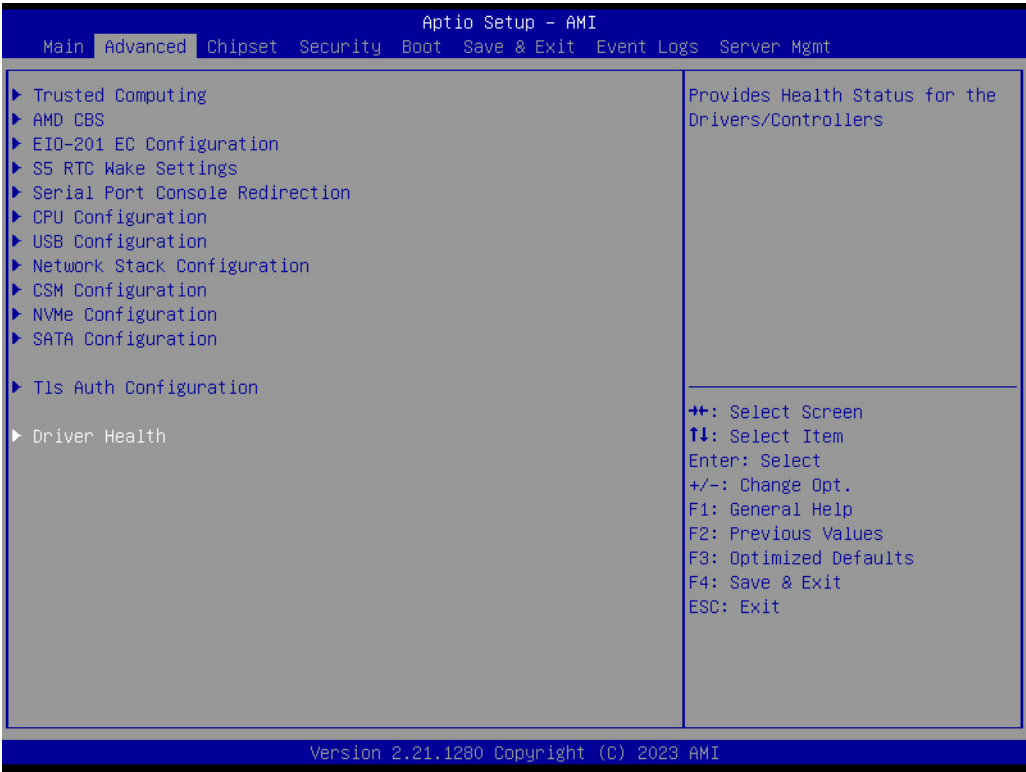 Aptio Setup – AMI
Main Advanced Chipset Security Boot Save & Exit Event Logs Server Mgmt
▶ Trusted Computing
▶ AMD CBS
▶ EIO-201 EC Configuration
▶ S5 RTC Wake Settings
▶ Serial Port Console Redirection
▶ CPU Configuration
▶ USB Configuration
▶ Network Stack Configuration
▶ CSM Configuration
▶ NVMe Configuration
▶ SATA Configuration
▶ Tls Auth Configuration
▶ Driver Health
Provides Health Status for the
Drivers/Controllers
→←: Select Screen
↑↓: Select Item
Enter: Select
+/-: Change Opt.
F1: General Help
F2: Previous Values
F3: Optimized Defaults
F4: Save & Exit
ESC: Exit
Version 2.21.1280 Copyright (C) 2023 AMI